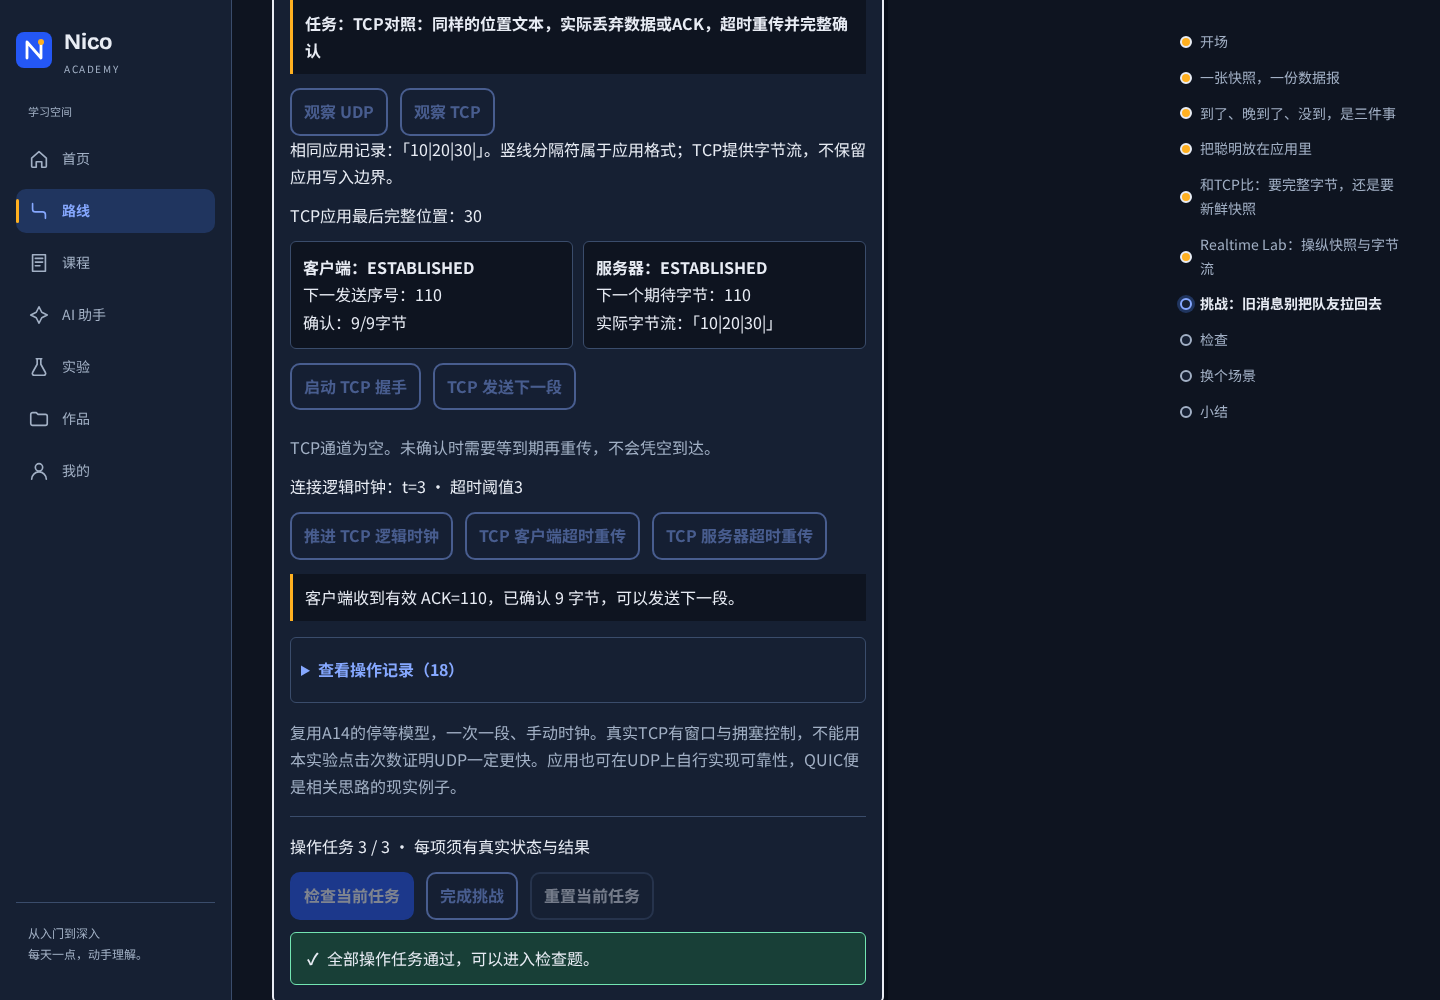 Nico
ACADEMY
学习空间
首页
路线
课程
AI 助手
实验
作品
我的
从入门到深入
每天一点，动手理解。
任务：TCP对照：同样的位置文本，实际丢弃数据或ACK，超时重传并完整确
认
观察 UDP
观察 TCP
相同应用记录：「10|20|30|」。竖线分隔符属于应用格式；TCP提供字节流，不保留
应用写入边界。
TCP应用最后完整位置：30
客户端：ESTABLISHED
下一发送序号：110
确认：9/9字节
服务器：ESTABLISHED
下一个期待字节：110
实际字节流：「10|20|30|」
启动 TCP 握手
TCP 发送下一段
TCP通道为空。未确认时需要等到期再重传，不会凭空到达。
连接逻辑时钟：t=3 · 超时阈值3
推进 TCP 逻辑时钟
TCP 客户端超时重传
TCP 服务器超时重传
客户端收到有效 ACK=110，已确认 9 字节，可以发送下一段。
▶ 查看操作记录（18）
复用A14的停等模型，一次一段、手动时钟。真实TCP有窗口与拥塞控制，不能用
本实验点击次数证明UDP一定更快。应用也可在UDP上自行实现可靠性，QUIC便
是相关思路的现实例子。
操作任务 3 / 3 · 每项须有真实状态与结果
检查当前任务
完成挑战
重置当前任务
✓ 全部操作任务通过，可以进入检查题。
开场
一张快照，一份数据报
到了、晚到了、没到，是三件事
把聪明放在应用里
和TCP比：要完整字节，还是要
新鲜快照
Realtime Lab：操纵快照与字节
流
挑战：旧消息别把队友拉回去
检查
换个场景
小结